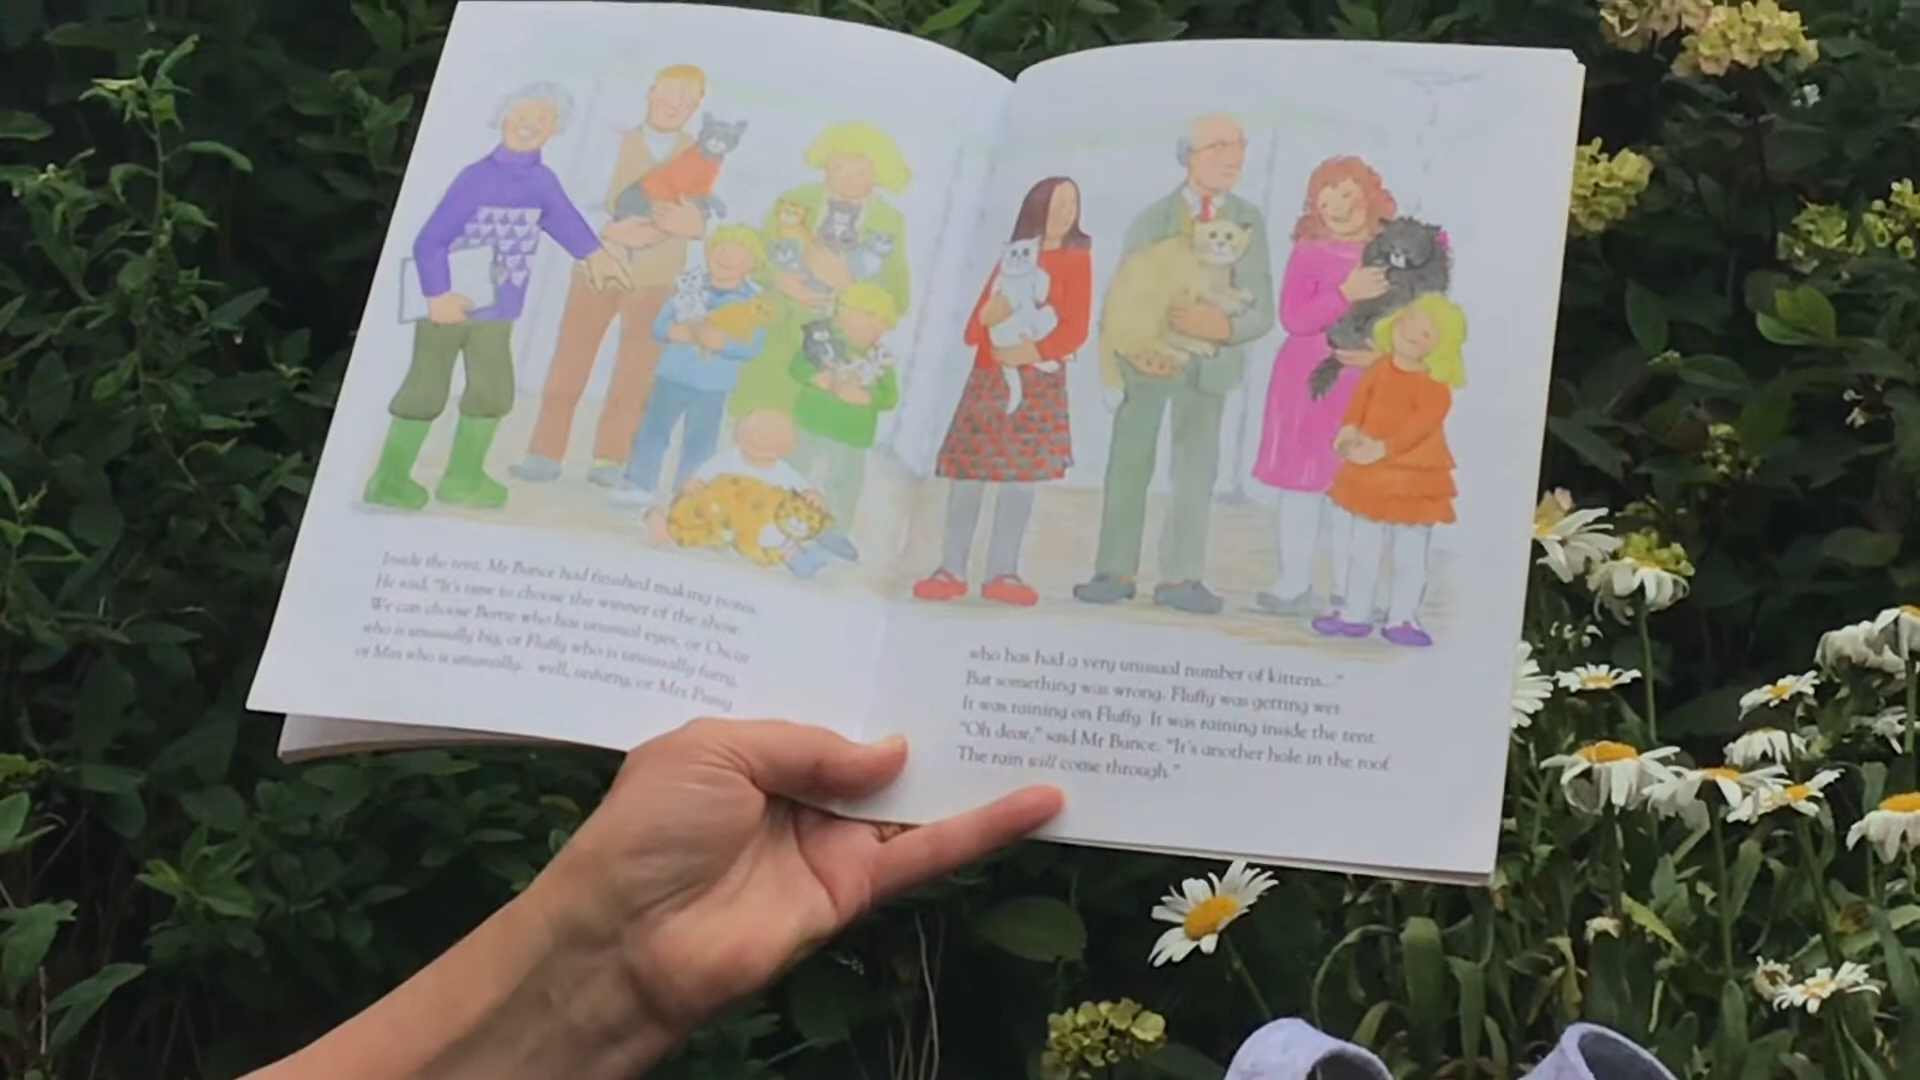 Inside the tent, Mr Bunce had finished making notes.
He said, "It's time to choose the winner of the show.
We can choose Bertie who has unusual eyes, or Oscar
who is unusually big, or Fluffy who is unusually furry,
or Max who is unusually... well, unfurry, or Mrs Pussy
who has had a very unusual number of kittens..."
But something was wrong. Fluffy was getting wet.
It was raining on Fluffy. It was raining inside the tent.
"Oh dear," said Mr Bunce. "It's another hole in the roof.
The rain will come through."